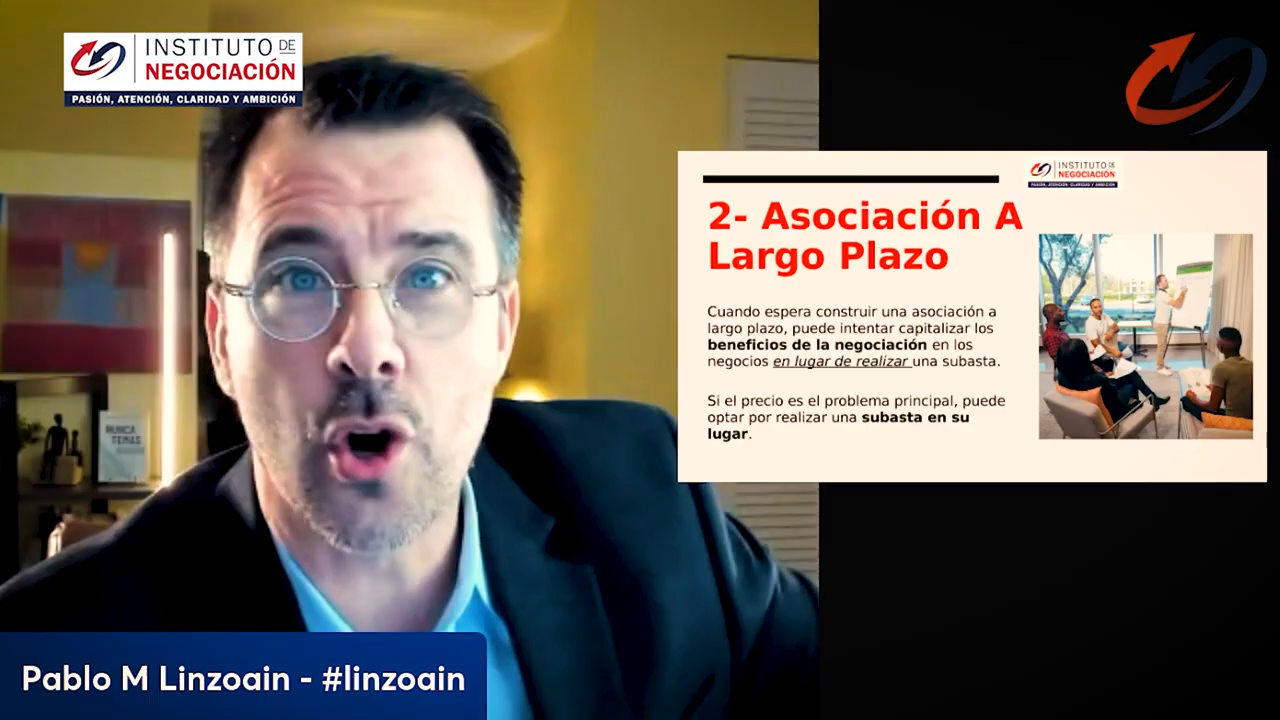 INSTITUTO DE
NEGOCIACIÓN
PASIÓN, ATENCIÓN, CLARIDAD Y AMBICIÓN
NUNCA
TEMAS
INSTITUTO DE
NEGOCIACIÓN
PASIÓN, ATENCIÓN, CLARIDAD Y AMBICIÓN
2- Asociación A
Largo Plazo
Cuando espera construir una asociación a
largo plazo, puede intentar capitalizar los
beneficios de la negociación en los
negocios en lugar de realizar una subasta.
Si el precio es el problema principal, puede
optar por realizar una subasta en su
lugar.
Pablo M Linzoain - #linzoain